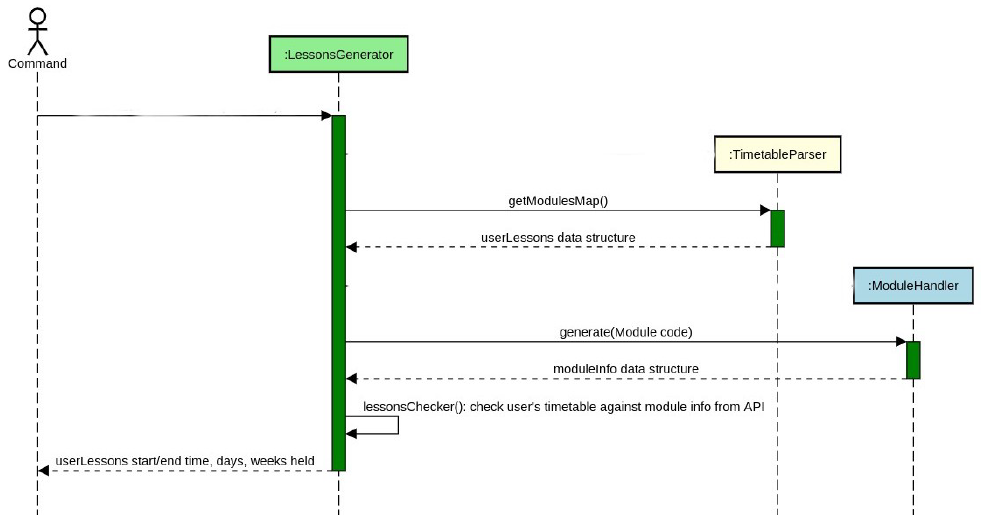 Command
:LessonsGenerator
:TimetableParser
getModulesMap()
userLessons data structure
:ModuleHandler
generate(Module code)
moduleInfo data structure
lessonsChecker(): check user's timetable against module info from API
userLessons start/end time, days, weeks held